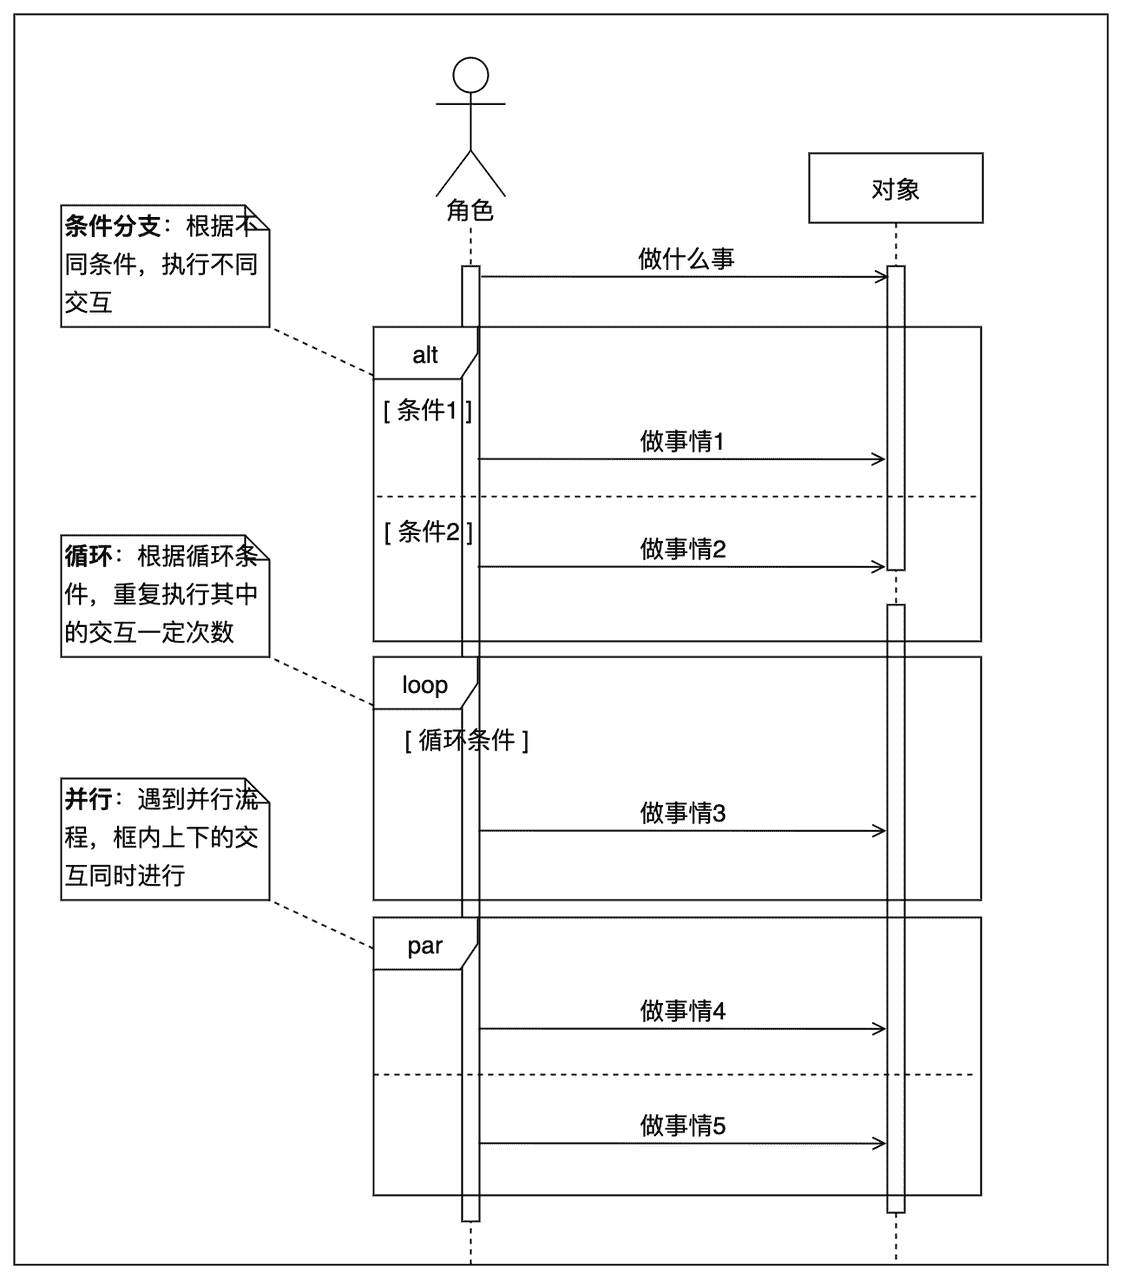 角色
对象
条件分支：根据不
同条件，执行不同
交互
做什么事
alt
[ 条件1 ]
做事情1
[ 条件2 ]
做事情2
循环：根据循环条
件，重复执行其中
的交互一定次数
loop
[ 循环条件 ]
做事情3
并行：遇到并行流
程，框内上下的交
互同时进行
par
做事情4
做事情5